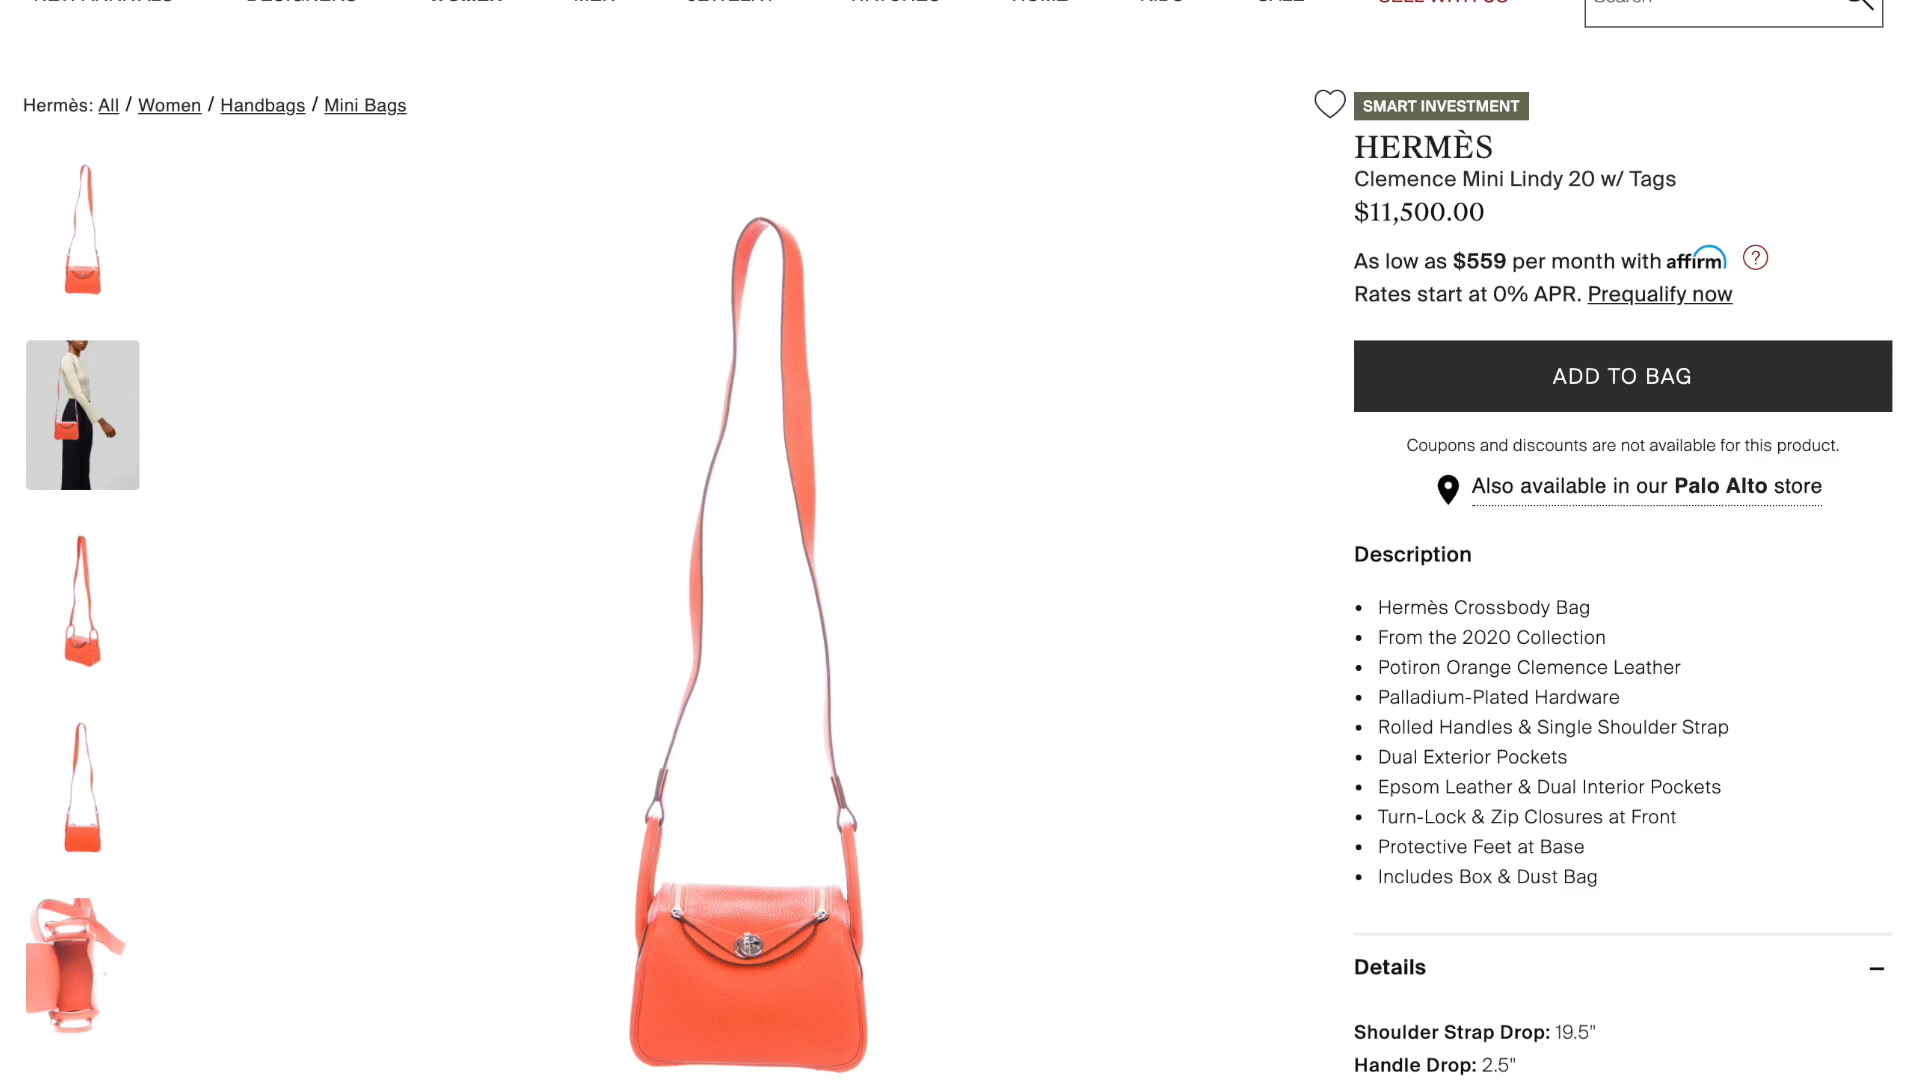 SELL WITH US
Hermès: All / Women / Handbags / Mini Bags
SMART INVESTMENT
HERMÈS
Clemence Mini Lindy 20 w/ Tags
$11,500.00
As low as $559 per month with affirm ?
Rates start at 0% APR. Prequalify now
ADD TO BAG
Coupons and discounts are not available for this product.
Also available in our Palo Alto store
Description
• Hermès Crossbody Bag
• From the 2020 Collection
• Potiron Orange Clemence Leather
• Palladium-Plated Hardware
• Rolled Handles & Single Shoulder Strap
• Dual Exterior Pockets
• Epsom Leather & Dual Interior Pockets
• Turn-Lock & Zip Closures at Front
• Protective Feet at Base
• Includes Box & Dust Bag
Details
Shoulder Strap Drop: 19.5"
Handle Drop: 2.5"